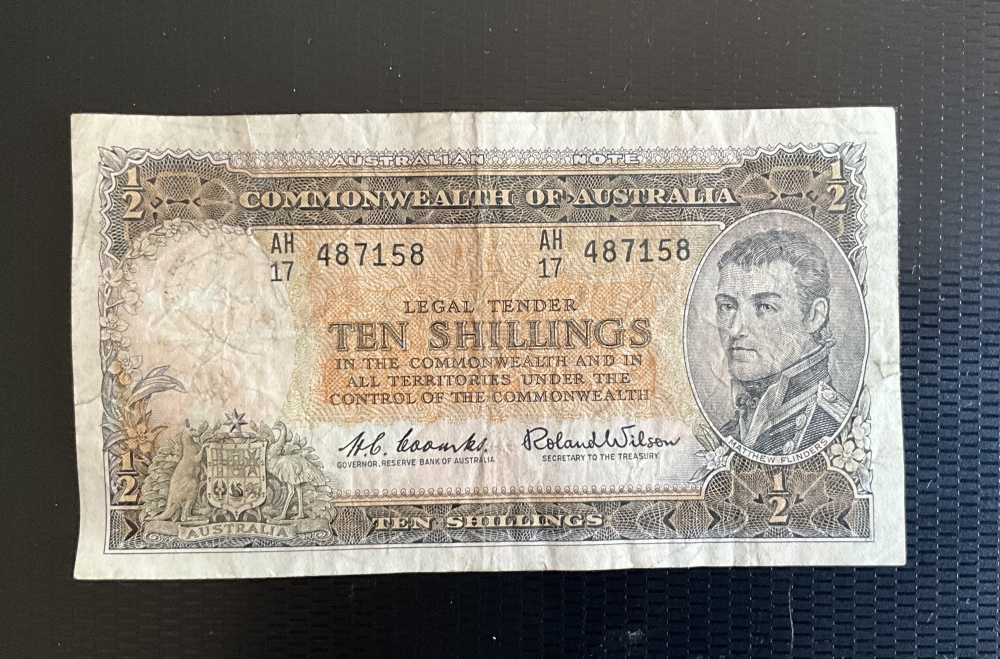 AUSTRALIAN NOTE
1/2 1/2
COMMONWEALTH OF AUSTRALIA
AH 17 487158 AH 17 487158
LEGAL TENDER
TEN SHILLINGS
IN THE COMMONWEALTH AND IN
ALL TERRITORIES UNDER THE
CONTROL OF THE COMMONWEALTH
H.C. Coombs. Roland Wilson
GOVERNOR, RESERVE BANK OF AUSTRALIA SECRETARY TO THE TREASURY
MATTHEW FLINDERS
1/2 1/2
AUSTRALIA
TEN SHILLINGS